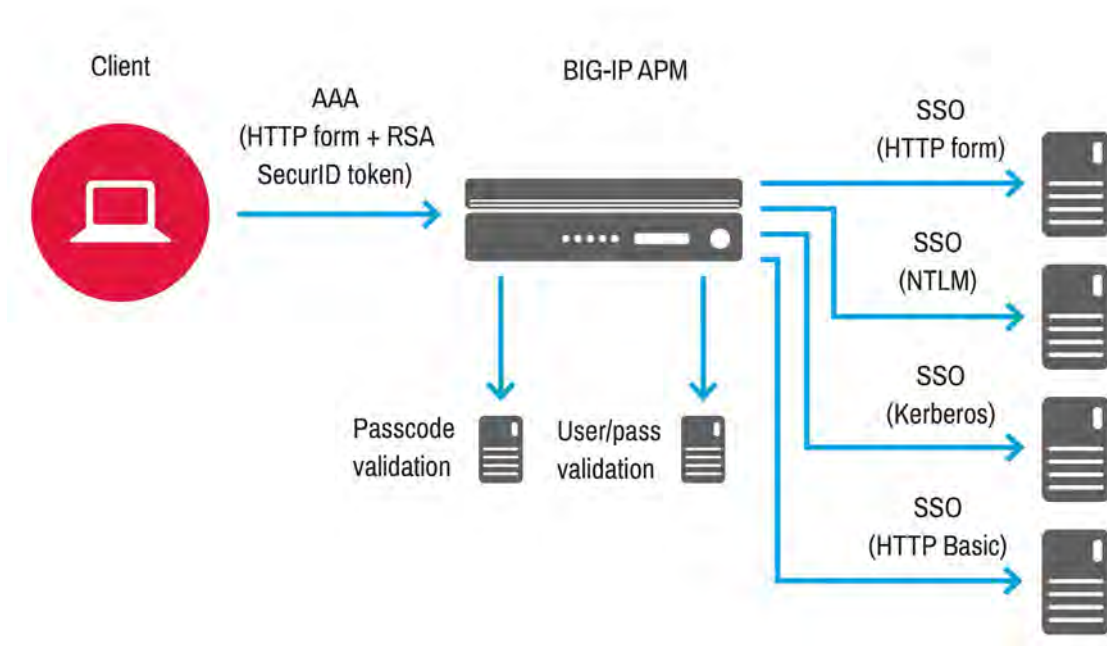 Client
AAA
(HTTP form + RSA
SecurID token)
BIG-IP APM
SSO
(HTTP form)
SSO
(NTLM)
SSO
(Kerberos)
SSO
(HTTP Basic)
Passcode
validation
User/pass
validation